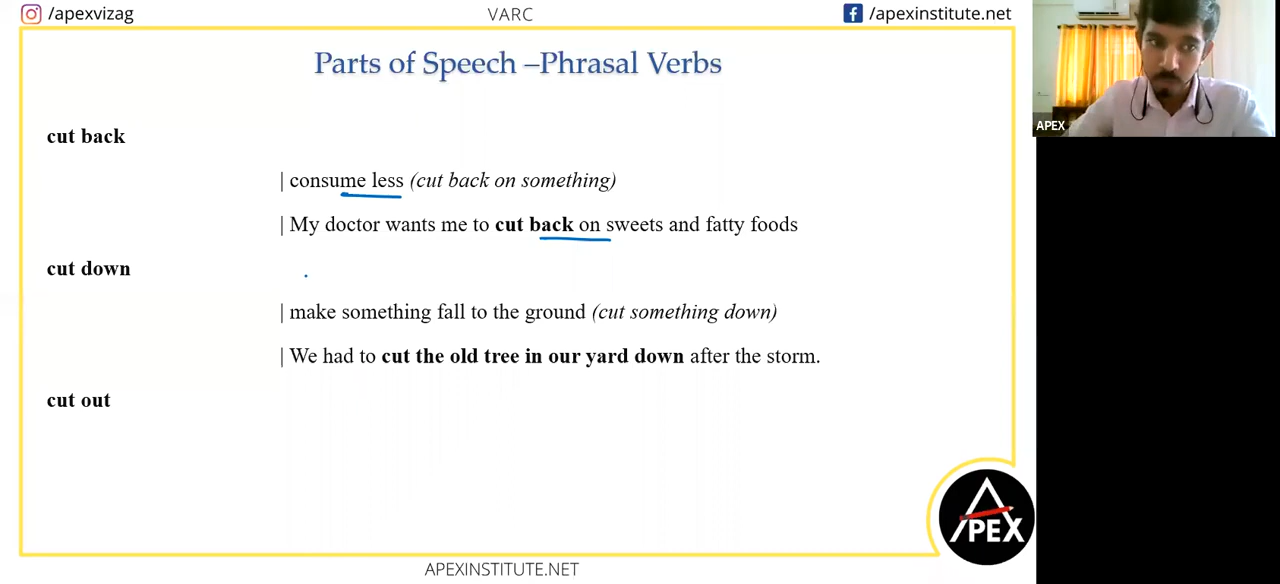 /apexvizag
VARC
/apexinstitute.net
Parts of Speech –Phrasal Verbs
APEX
cut back
| consume less (cut back on something)
| My doctor wants me to cut back on sweets and fatty foods
cut down
| make something fall to the ground (cut something down)
| We had to cut the old tree in our yard down after the storm.
cut out
APEX
APEXINSTITUTE.NET